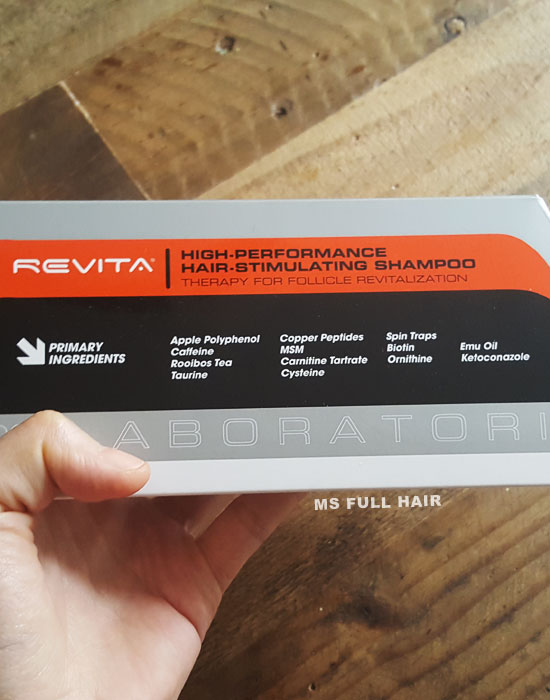 REVITA®
HIGH-PERFORMANCE
HAIR-STIMULATING SHAMPOO
THERAPY FOR FOLLICLE REVITALIZATION
PRIMARY
INGREDIENTS
Apple Polyphenol
Caffeine
Rooibos Tea
Taurine
Copper Peptides
MSM
Carnitine Tartrate
Cysteine
Spin Traps
Biotin
Ornithine
Emu Oil
Ketoconazole
LABORATORI
MS FULL HAIR